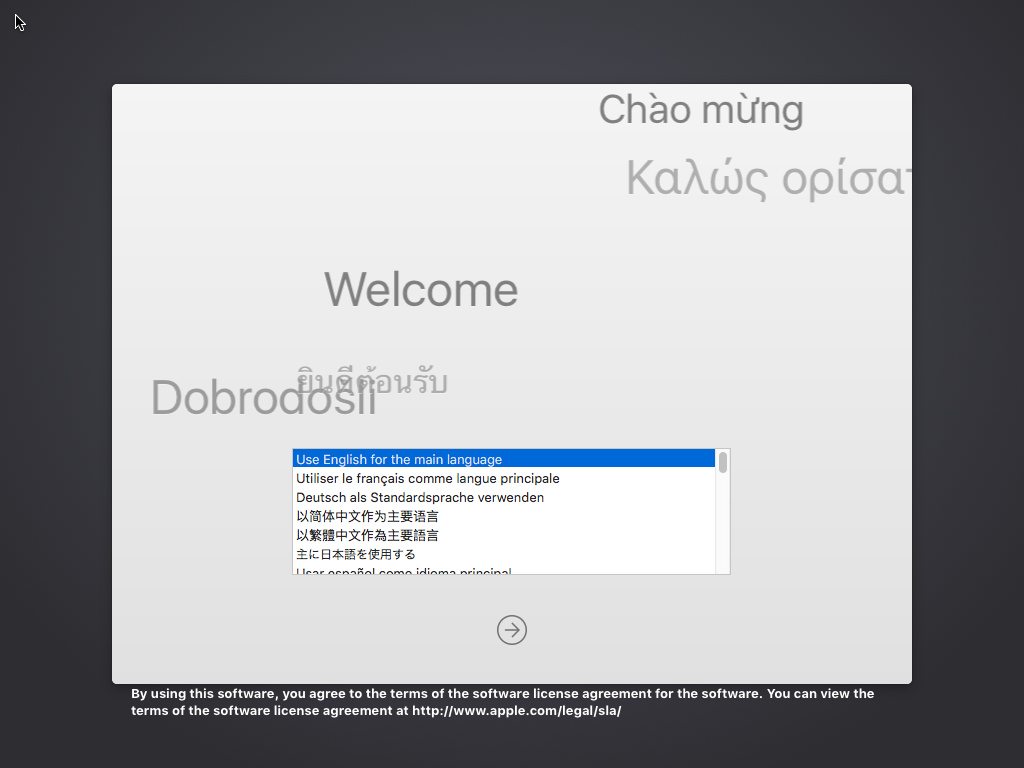 Chào mừng
Καλώς ορίσατ
Welcome
ยินดีต้อนรับ
Dobrodošli
Use English for the main language
Utiliser le français comme langue principale
Deutsch als Standardsprache verwenden
以简体中文作为主要语言
以繁體中文作為主要語言
主に日本語を使用する
Usar español como idioma principal
By using this software, you agree to the terms of the software license agreement for the software. You can view the
terms of the software license agreement at http://www.apple.com/legal/sla/